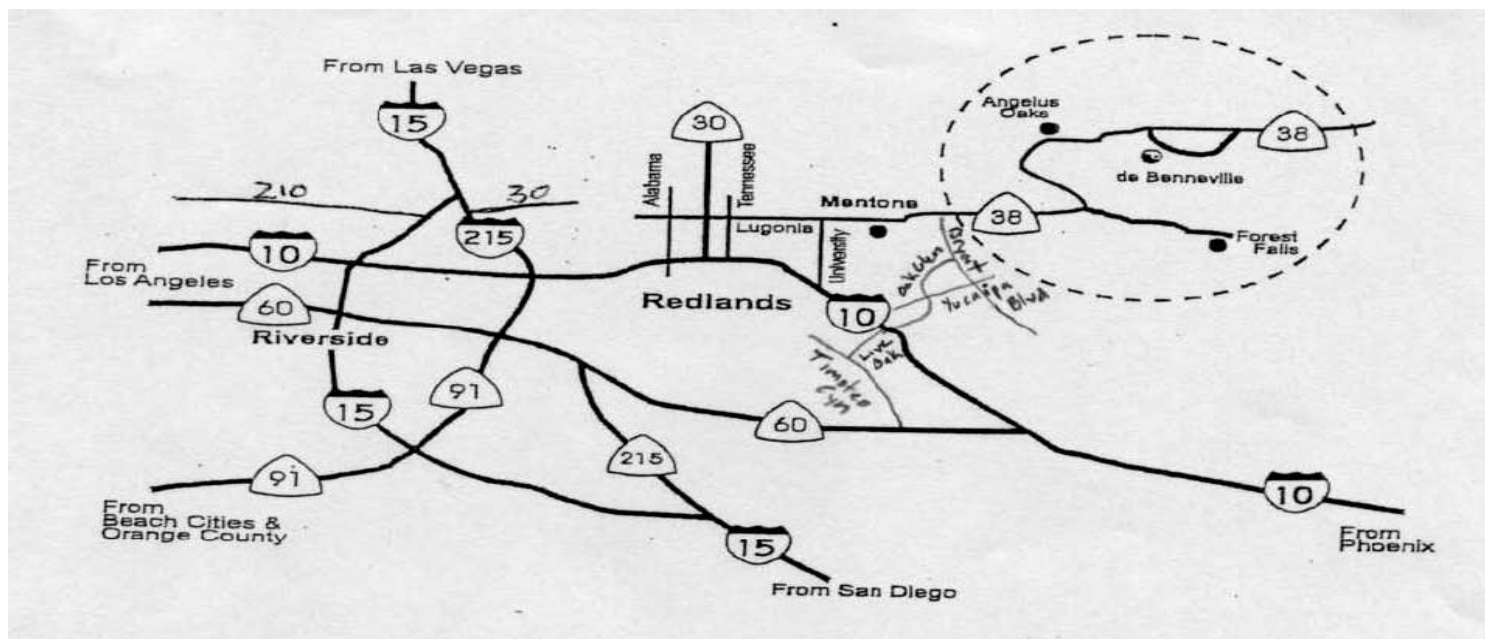 From Las Vegas
15
210
30
215
10
From
Los Angeles
60
Riverside
15
91
91
From
Beach Cities &
Orange County
215
60
15
From San Diego
30
Alabama
Tennessee
Lugonia
University
Mentone
Redlands
10
Angelus
Oaks
38
de Benneville
38
Forest
Falls
Oak Glen
Bryant
Yucaipa
Blvd
Live
Oak
Timoteo
Cyn
10
From
Phoenix